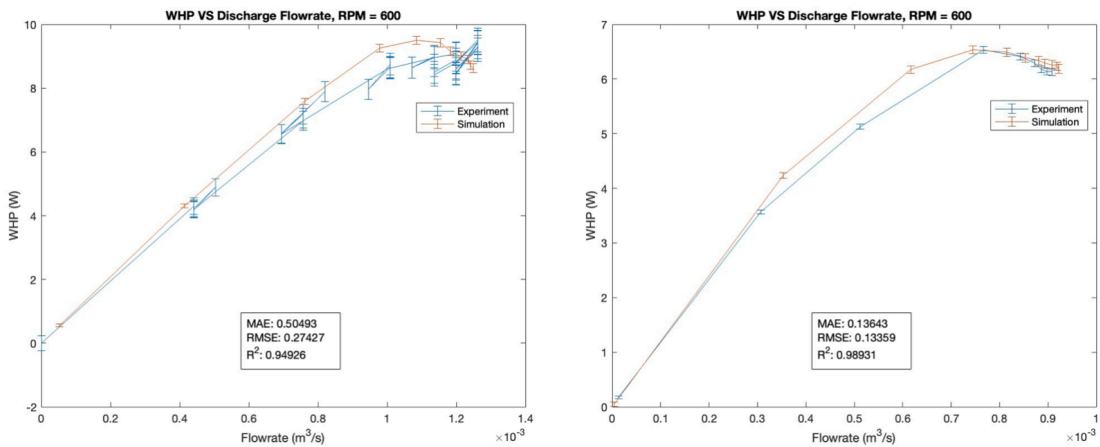 WHP VS Discharge Flowrate, RPM = 600
10
8
6
4
2
0
-2
WHP (W)
Experiment
Simulation
MAE: 0.50493
RMSE: 0.27427
R²: 0.94926
0 0.2 0.4 0.6 0.8 1 1.2 1.4
Flowrate (m³/s)
×10⁻³
WHP VS Discharge Flowrate, RPM = 600
7
6
5
4
3
2
1
0
WHP (W)
Experiment
Simulation
MAE: 0.13643
RMSE: 0.13359
R²: 0.98931
0 0.1 0.2 0.3 0.4 0.5 0.6 0.7 0.8 0.9 1
Flowrate (m³/s)
×10⁻³